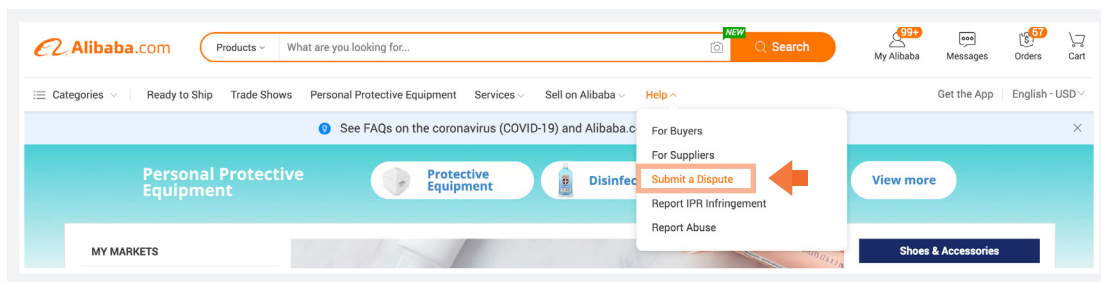 Alibaba.com
Products
What are you looking for...
NEW
Search
99+
My Alibaba
Messages
67
Orders
Cart
Categories
Ready to Ship
Trade Shows
Personal Protective Equipment
Services
Sell on Alibaba
Help
Get the App
English - USD
See FAQs on the coronavirus (COVID-19) and Alibaba.c
For Buyers
For Suppliers
Submit a Dispute
Report IPR Infringement
Report Abuse
Personal Protective
Equipment
Protective
Equipment
Disinfec
View more
MY MARKETS
Shoes & Accessories